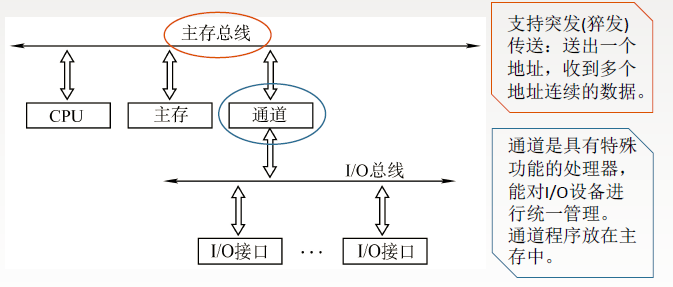 主存总线
CPU
主存
通道
I/O总线
I/O接口
···
I/O接口
支持突发(猝发)
传送：送出一个
地址，收到多个
地址连续的数据。
通道是具有特殊
功能的处理器，
能对I/O设备进
行统一管理。
通道程序放在主
存中。